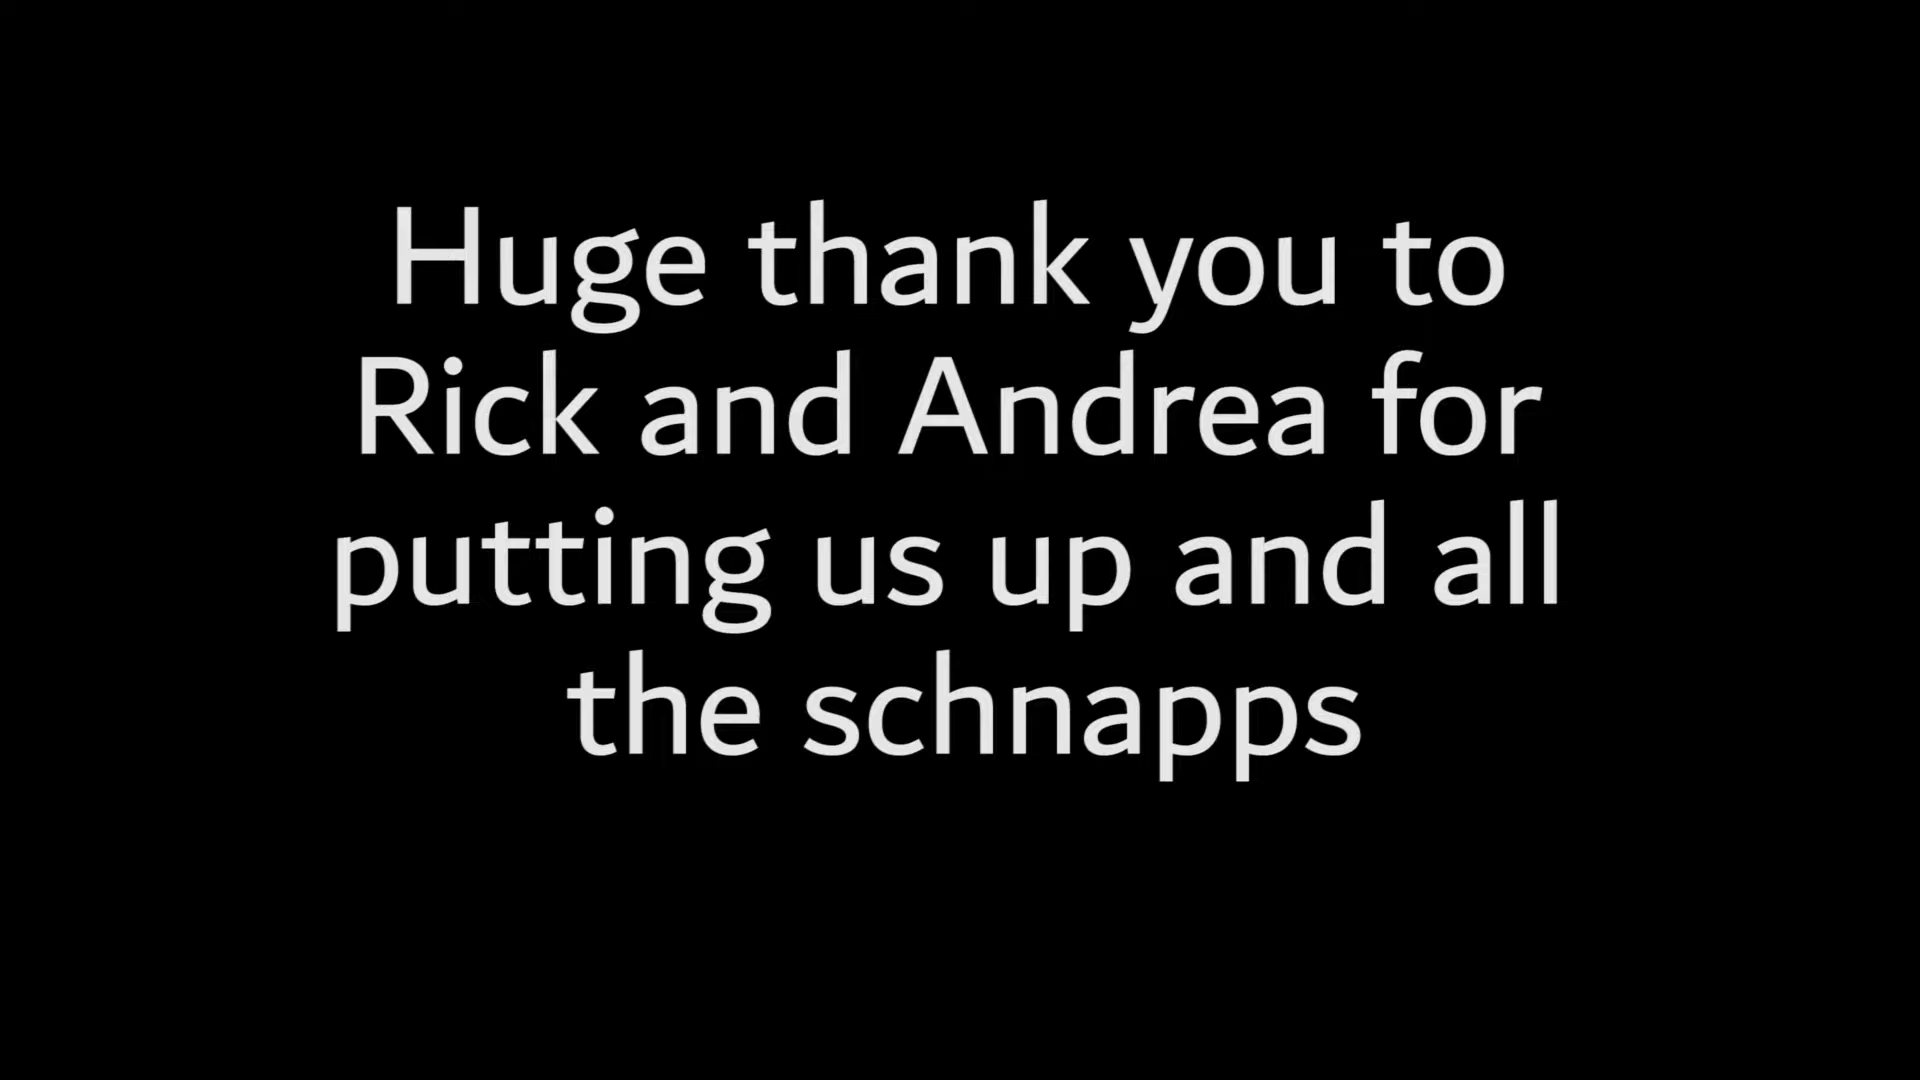 Huge thank you to
Rick and Andrea for
putting us up and all
the schnapps